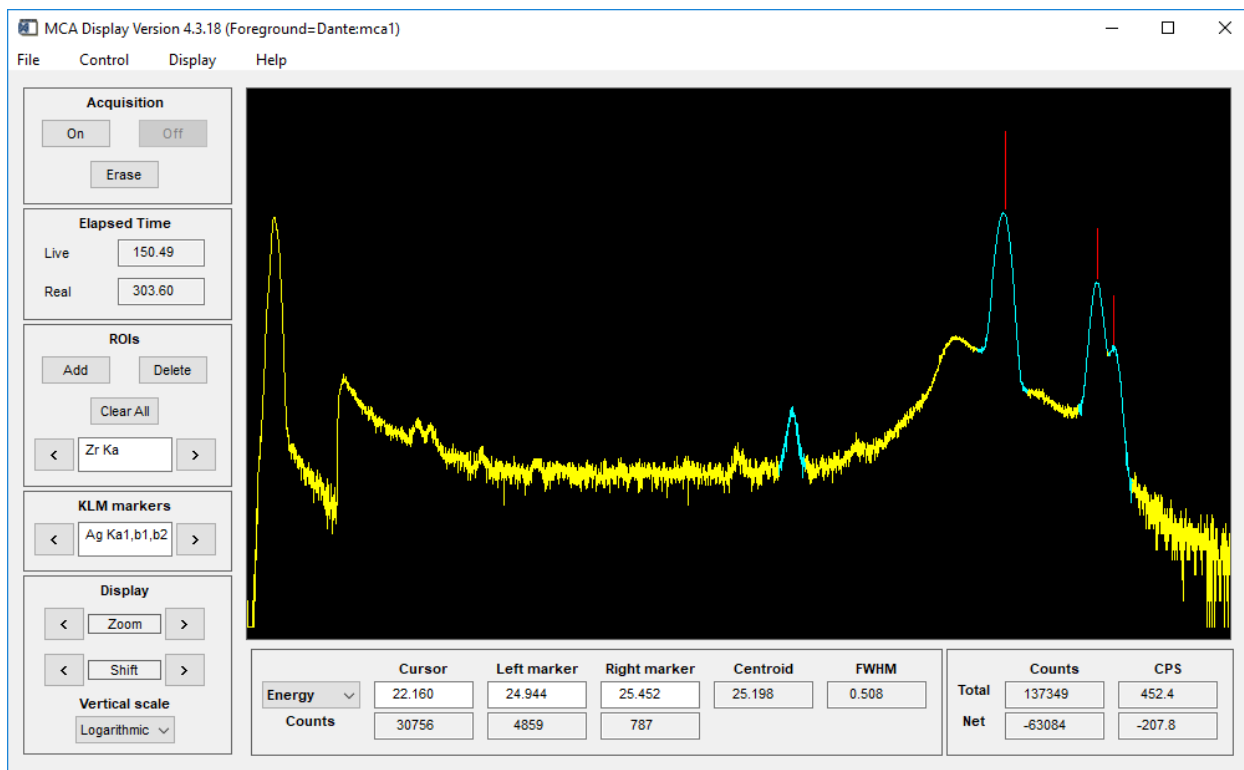 MCA Display Version 4.3.18 (Foreground=Dante:mca1)
File Control Display Help
Acquisition
On Off
Erase
Elapsed Time
Live 150.49
Real 303.60
ROIs
Add Delete
Clear All
< Zr Ka >
KLM markers
< Ag Ka1,b1,b2 >
Display
< Zoom >
< Shift >
Vertical scale
Logarithmic
Cursor Left marker Right marker Centroid FWHM
Energy 22.160 24.944 25.452 25.198 0.508
Counts 30756 4859 787
Counts CPS
Total 137349 452.4
Net -63084 -207.8